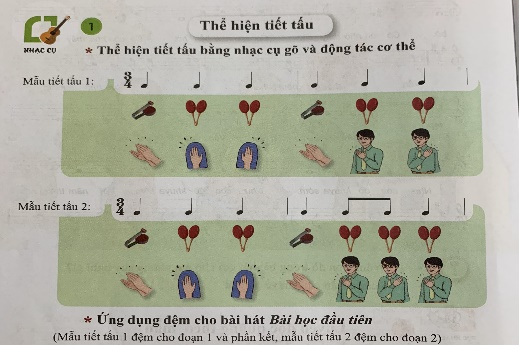 NHẠC CỤ
1
Thể hiện tiết tấu
* Thể hiện tiết tấu bằng nhạc cụ gõ và động tác cơ thể
Mẫu tiết tấu 1:
3
4
Mẫu tiết tấu 2:
3
4
* Ứng dụng đệm cho bài hát Bài học đầu tiên
(Mẫu tiết tấu 1 đệm cho đoạn 1 và phần kết, mẫu tiết tấu 2 đệm cho đoạn 2)